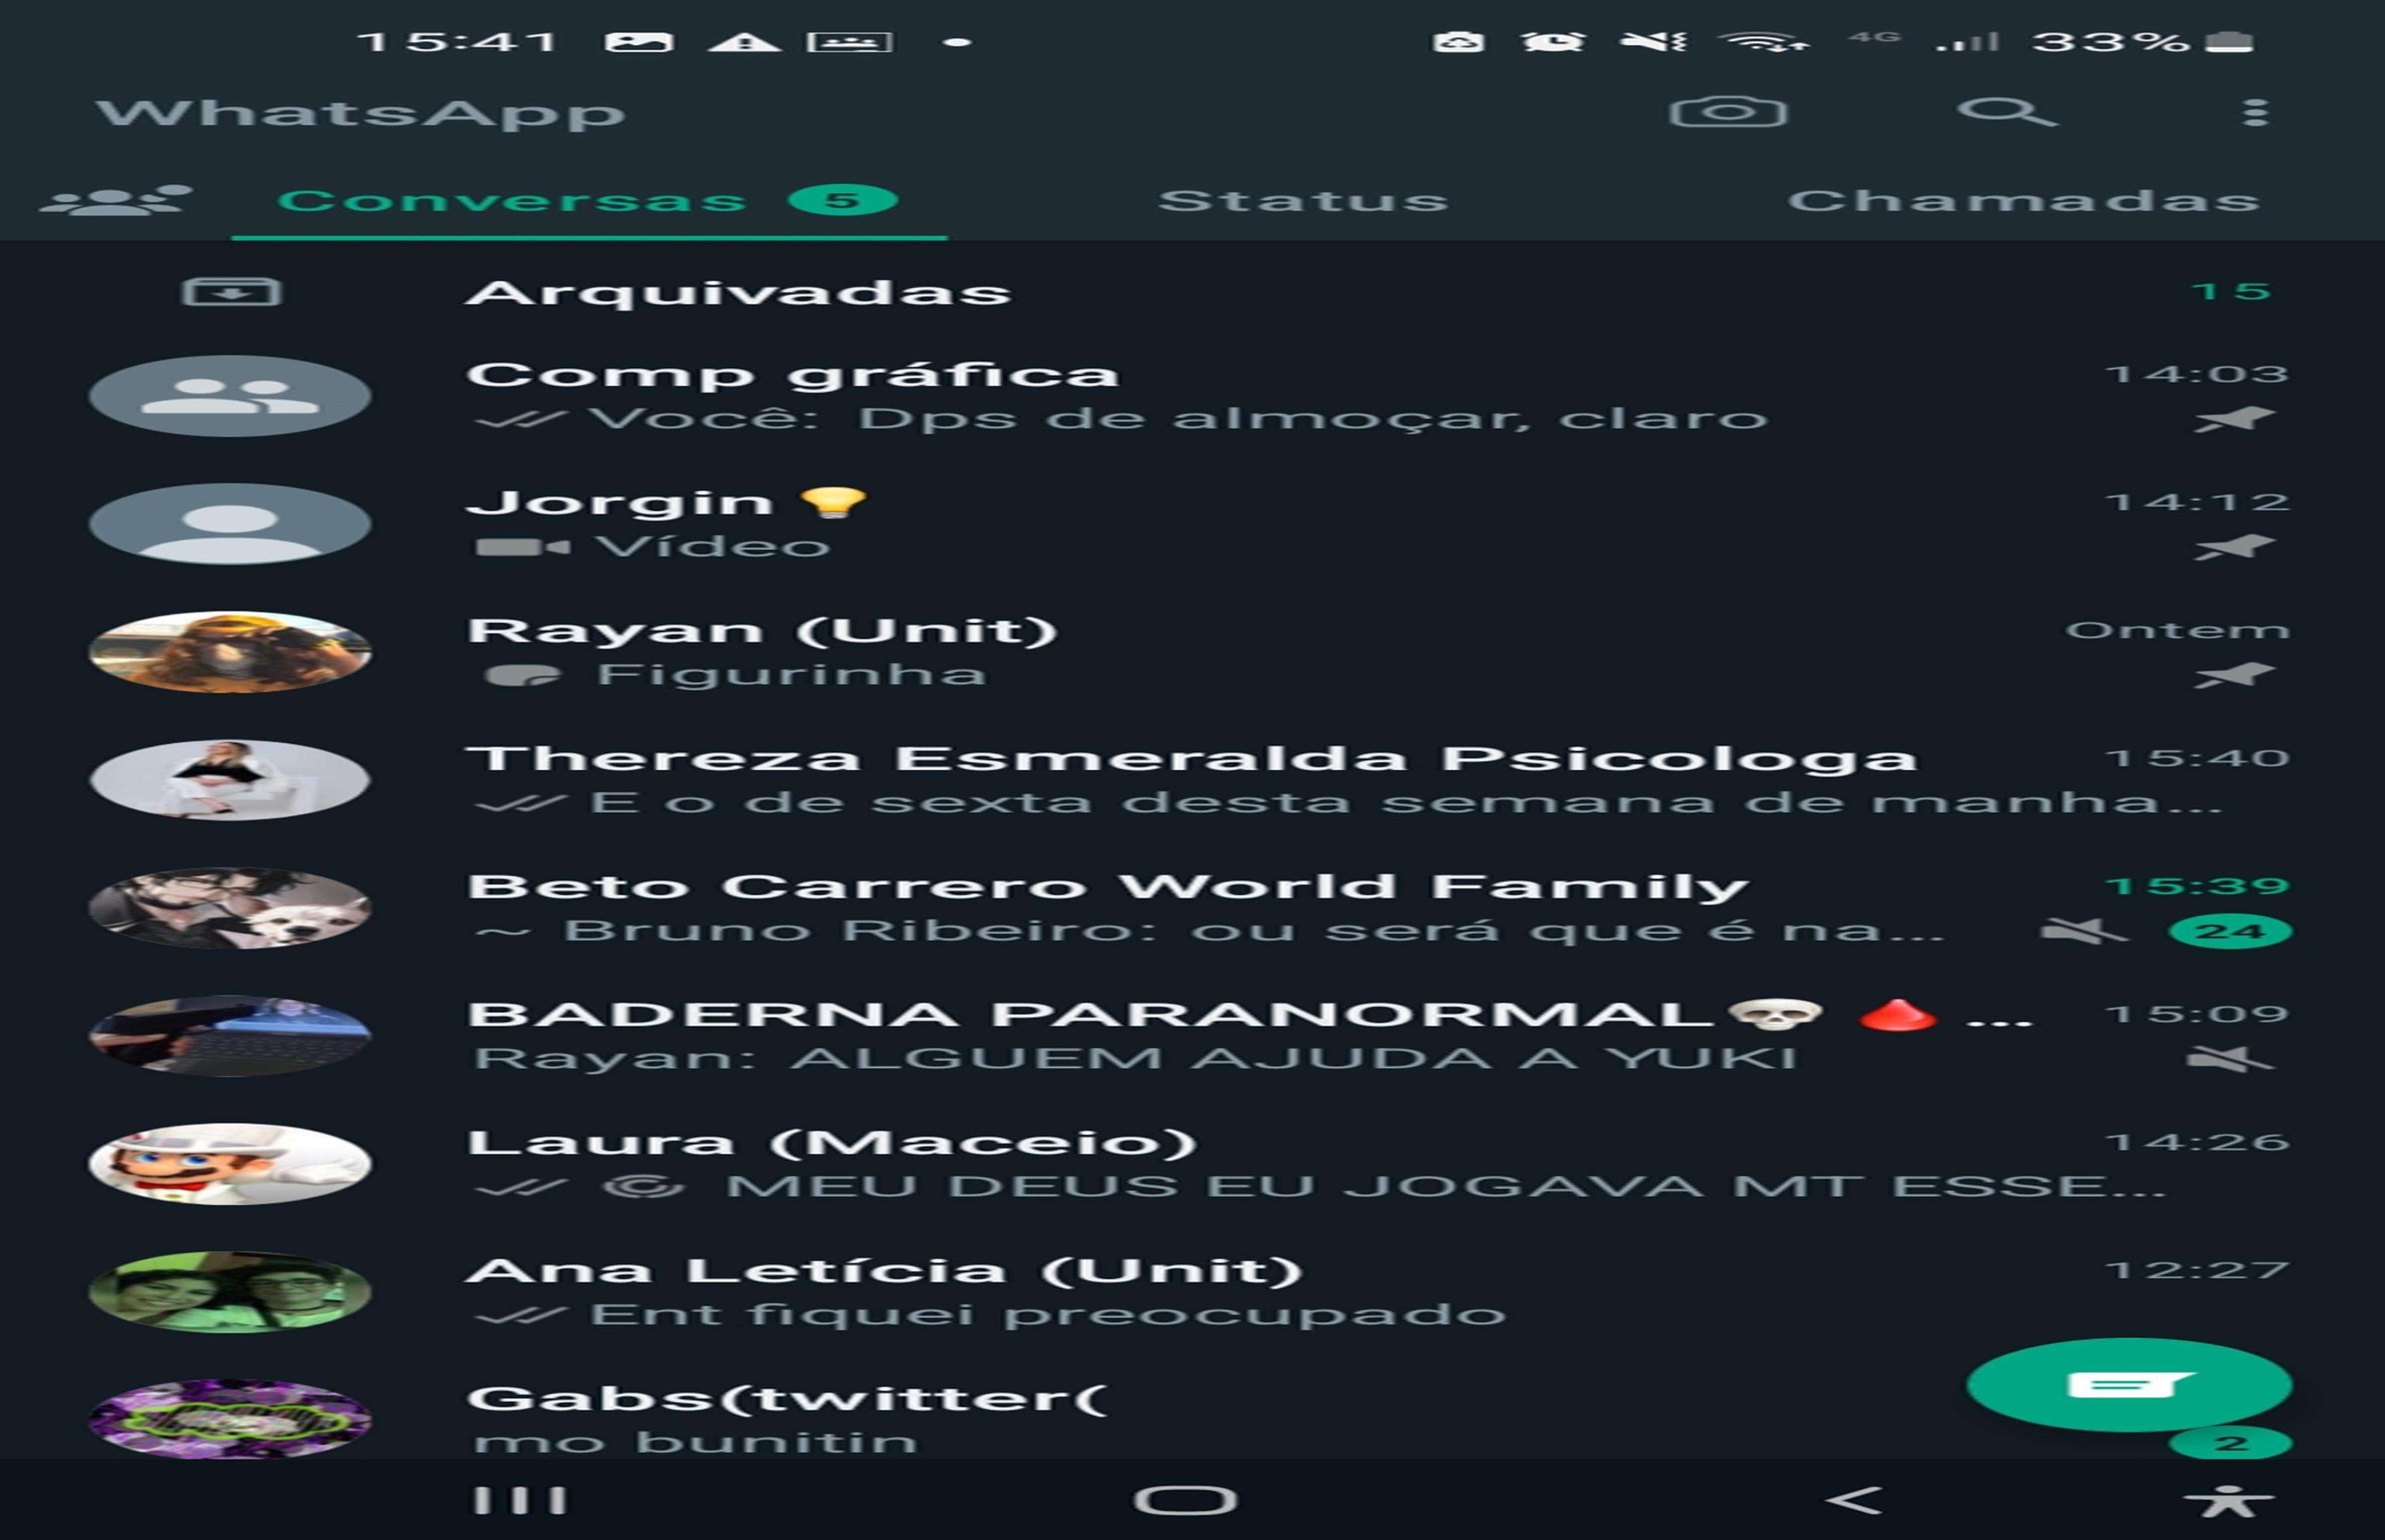 15:41 4G 33%
WhatsApp
Conversas 5 Status Chamadas
Arquivadas 15
Comp gráfica 14:03
Você: Dps de almoçar, claro
Jorgin 💡 14:12
Vídeo
Rayan (Unit) Ontem
Figurinha
Thereza Esmeralda Psicologa 15:40
E o de sexta desta semana de manha...
Beto Carrero World Family 15:39
~ Bruno Ribeiro: ou será que é na... 24
BADERNA PARANORMAL💀 🩸 ... 15:09
Rayan: ALGUEM AJUDA A YUKI
Laura (Maceio) 14:26
MEU DEUS EU JOGAVA MT ESSE...
Ana Letícia (Unit) 12:27
Ent fiquei preocupado
Gabs(twitter(
mo bunitin 2